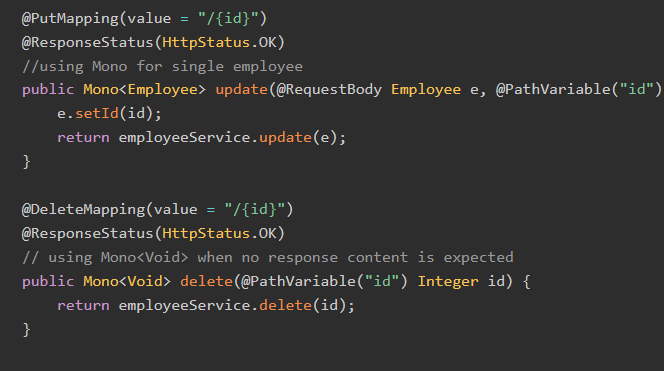 @PutMapping(value = "/{id}")
@ResponseStatus(HttpStatus.OK)
//using Mono for single employee
public Mono<Employee> update(@RequestBody Employee e, @PathVariable("id")
e.setId(id);
return employeeService.update(e);
}
@DeleteMapping(value = "/{id}")
@ResponseStatus(HttpStatus.OK)
// using Mono<Void> when no response content is expected
public Mono<Void> delete(@PathVariable("id") Integer id) {
return employeeService.delete(id);
}